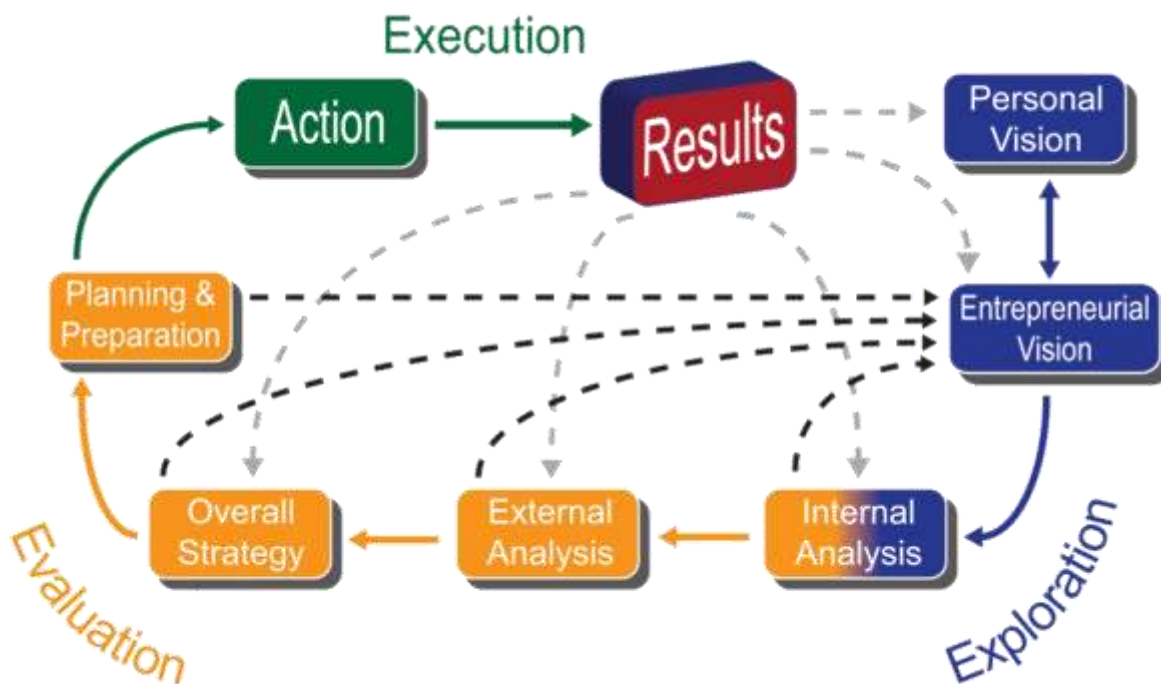 Execution
Action
Results
Personal
Vision
Planning &
Preparation
Entrepreneurial
Vision
Overall
Strategy
External
Analysis
Internal
Analysis
Evaluation
Exploration